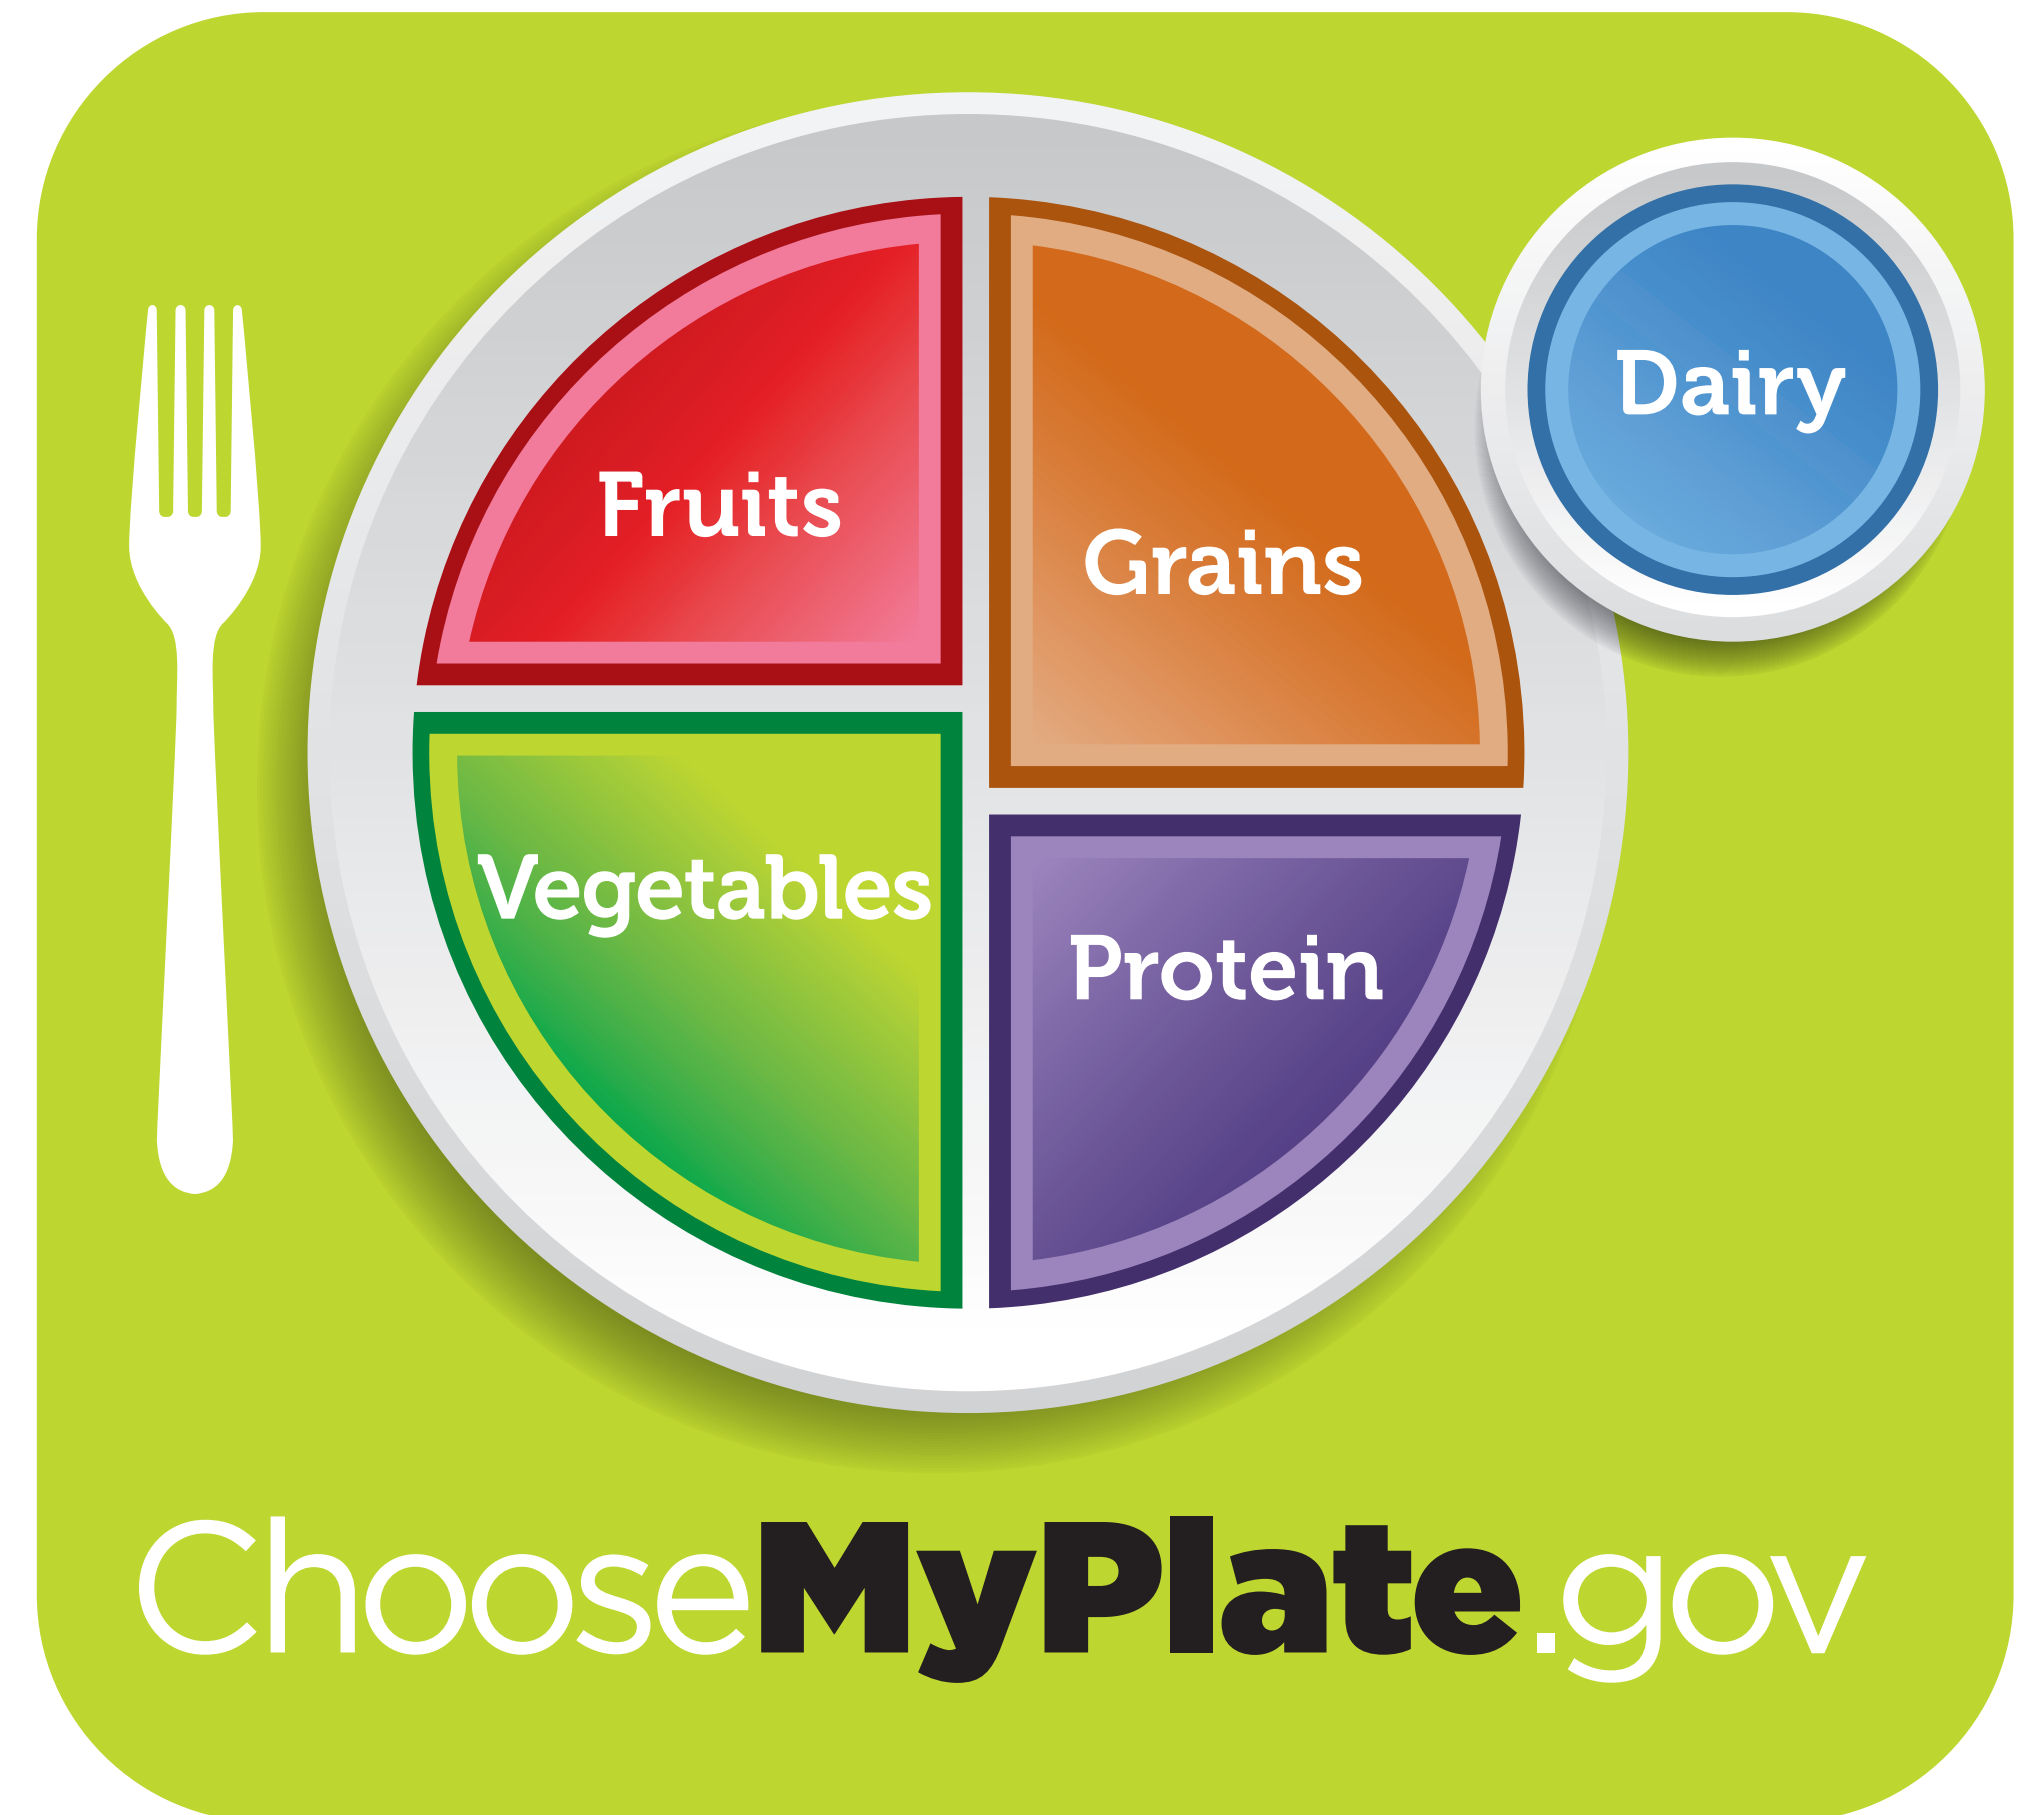 Dairy
Fruits
Grains
Vegetables
Protein
ChooseMyPlate.gov